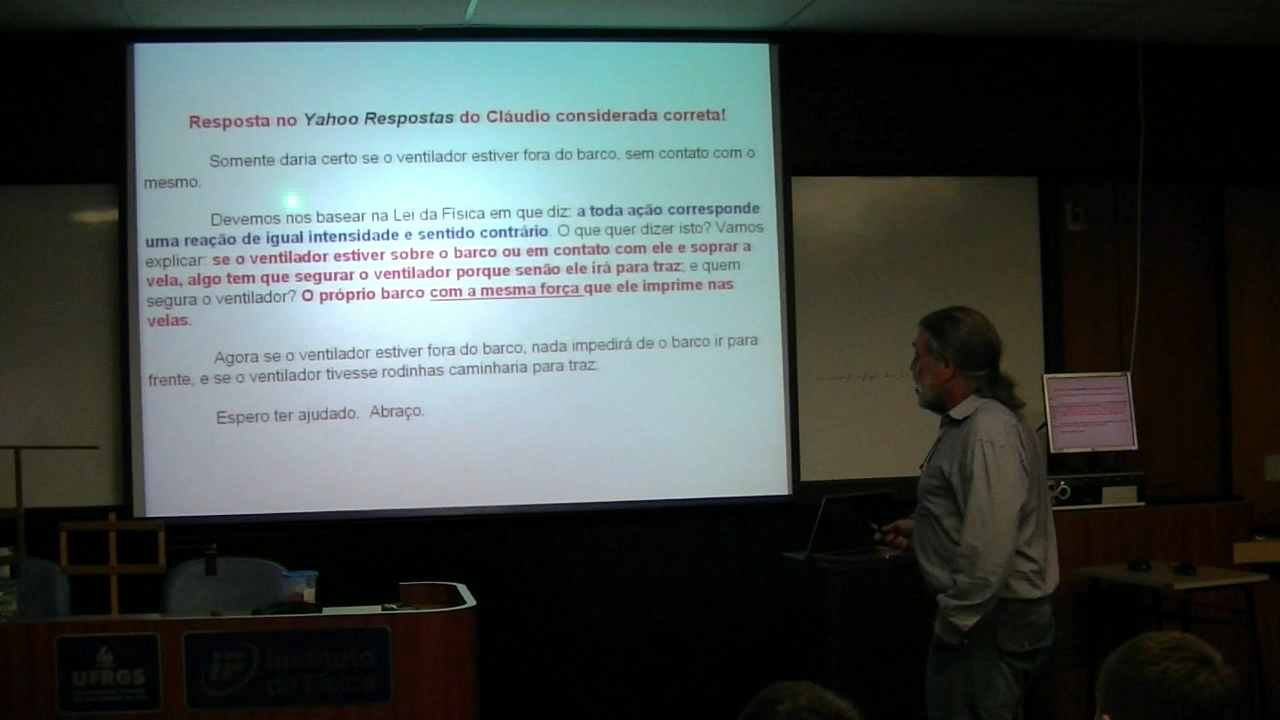 Resposta no Yahoo Respostas do Cláudio considerada correta!
Somente daria certo se o ventilador estiver fora do barco, sem contato com o
mesmo.
Devemos nos basear na Lei da Física em que diz: a toda ação corresponde
uma reação de igual intensidade e sentido contrário. O que quer dizer isto? Vamos
explicar: se o ventilador estiver sobre o barco ou em contato com ele e soprar a
vela, algo tem que segurar o ventilador porque senão ele irá para traz; e quem
segura o ventilador? O próprio barco com a mesma força que ele imprime nas
velas.
Agora se o ventilador estiver fora do barco, nada impedirá de o barco ir para
frente, e se o ventilador tivesse rodinhas caminharia para traz.
Espero ter ajudado. Abraço.
UFRGS
IF Instituto
de Física